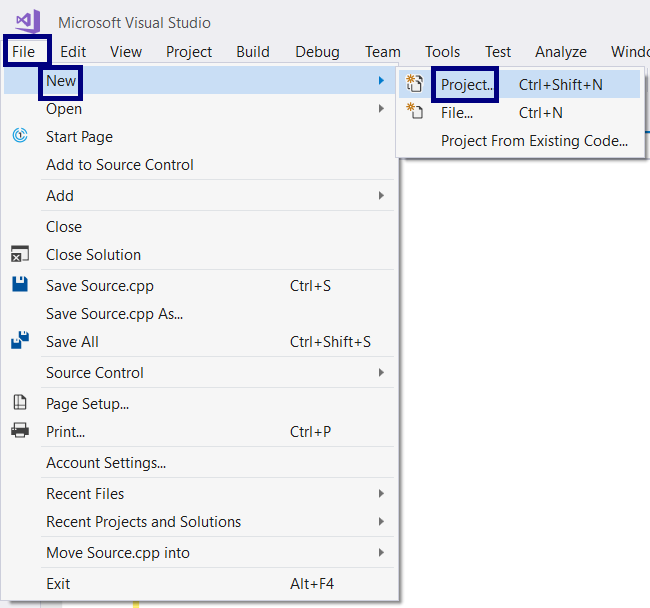 Microsoft Visual Studio
File Edit View Project Build Debug Team Tools Test Analyze Windo
New
Project... Ctrl+Shift+N
File... Ctrl+N
Project From Existing Code...
Open
Start Page
Add to Source Control
Add
Close
Close Solution
Save Source.cpp Ctrl+S
Save Source.cpp As...
Save All Ctrl+Shift+S
Source Control
Page Setup...
Print... Ctrl+P
Account Settings...
Recent Files
Recent Projects and Solutions
Move Source.cpp into
Exit Alt+F4